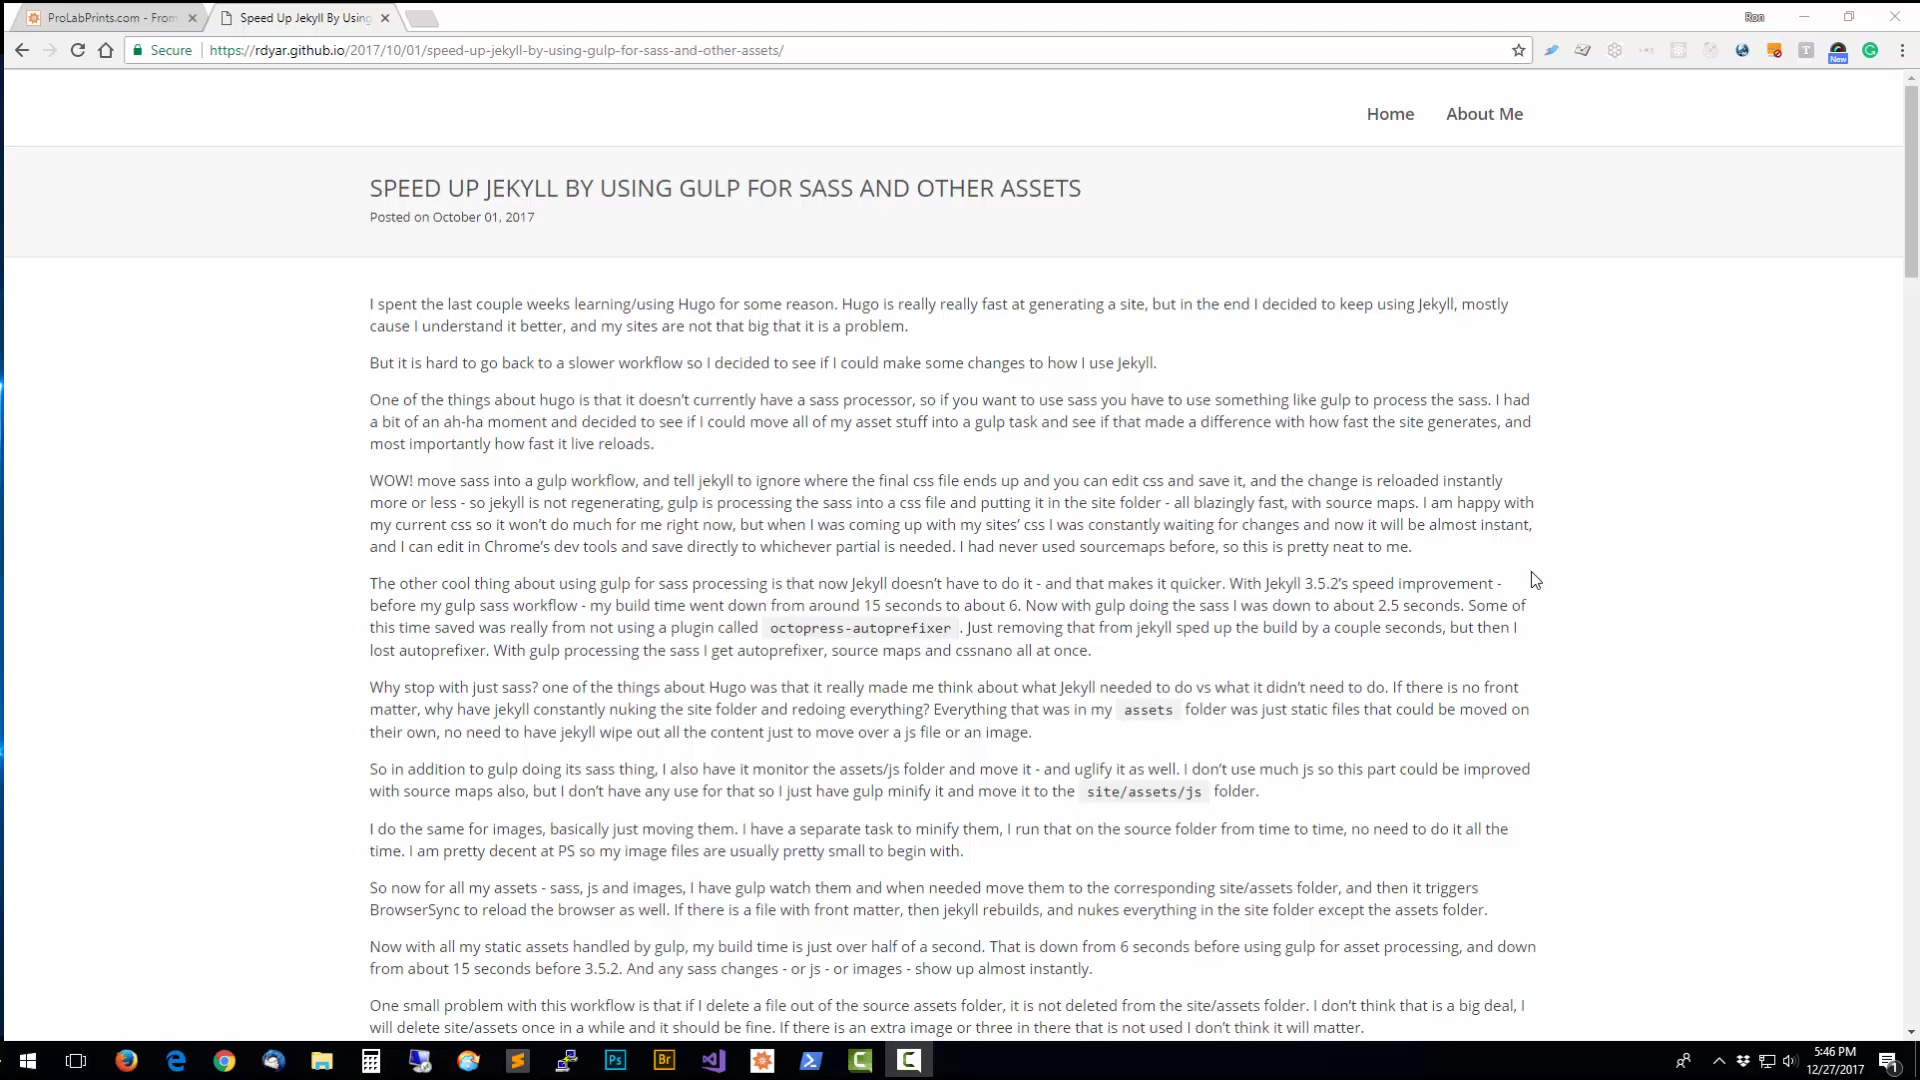 ProLabPrints.com - From
Speed Up Jekyll By Using
Ron
Secure
https://rdyar.github.io/2017/10/01/speed-up-jekyll-by-using-gulp-for-sass-and-other-assets/
New
Home
About Me
SPEED UP JEKYLL BY USING GULP FOR SASS AND OTHER ASSETS
Posted on October 01, 2017
I spent the last couple weeks learning/using Hugo for some reason. Hugo is really really fast at generating a site, but in the end I decided to keep using Jekyll, mostly
cause I understand it better, and my sites are not that big that it is a problem.
But it is hard to go back to a slower workflow so I decided to see if I could make some changes to how I use Jekyll.
One of the things about hugo is that it doesn't currently have a sass processor, so if you want to use sass you have to use something like gulp to process the sass. I had
a bit of an ah-ha moment and decided to see if I could move all of my asset stuff into a gulp task and see if that made a difference with how fast the site generates, and
most importantly how fast it live reloads.
WOW! move sass into a gulp workflow, and tell jekyll to ignore where the final css file ends up and you can edit css and save it, and the change is reloaded instantly
more or less - so jekyll is not regenerating, gulp is processing the sass into a css file and putting it in the site folder - all blazingly fast, with source maps. I am happy with
my current css so it won't do much for me right now, but when I was coming up with my sites' css I was constantly waiting for changes and now it will be almost instant,
and I can edit in Chrome's dev tools and save directly to whichever partial is needed. I had never used sourcemaps before, so this is pretty neat to me.
The other cool thing about using gulp for sass processing is that now Jekyll doesn't have to do it - and that makes it quicker. With Jekyll 3.5.2's speed improvement -
before my gulp sass workflow - my build time went down from around 15 seconds to about 6. Now with gulp doing the sass I was down to about 2.5 seconds. Some of
this time saved was really from not using a plugin called octopress-autoprefixer . Just removing that from jekyll sped up the build by a couple seconds, but then I
lost autoprefixer. With gulp processing the sass I get autoprefixer, source maps and cssnano all at once.
Why stop with just sass? one of the things about Hugo was that it really made me think about what Jekyll needed to do vs what it didn't need to do. If there is no front
matter, why have jekyll constantly nuking the site folder and redoing everything? Everything that was in my assets folder was just static files that could be moved on
their own, no need to have jekyll wipe out all the content just to move over a js file or an image.
So in addition to gulp doing its sass thing, I also have it monitor the assets/js folder and move it - and uglify it as well. I don't use much js so this part could be improved
with source maps also, but I don't have any use for that so I just have gulp minify it and move it to the site/assets/js folder.
I do the same for images, basically just moving them. I have a separate task to minify them, I run that on the source folder from time to time, no need to do it all the
time. I am pretty decent at PS so my image files are usually pretty small to begin with.
So now for all my assets - sass, js and images, I have gulp watch them and when needed move them to the corresponding site/assets folder, and then it triggers
BrowserSync to reload the browser as well. If there is a file with front matter, then jekyll rebuilds, and nukes everything in the site folder except the assets folder.
Now with all my static assets handled by gulp, my build time is just over half of a second. That is down from 6 seconds before using gulp for asset processing, and down
from about 15 seconds before 3.5.2. And any sass changes - or js - or images - show up almost instantly.
One small problem with this workflow is that if I delete a file out of the source assets folder, it is not deleted from the site/assets folder. I don't think that is a big deal, I
will delete site/assets once in a while and it should be fine. If there is an extra image or three in there that is not used I don't think it will matter.
Ps
Br
5:46 PM
12/27/2017
1